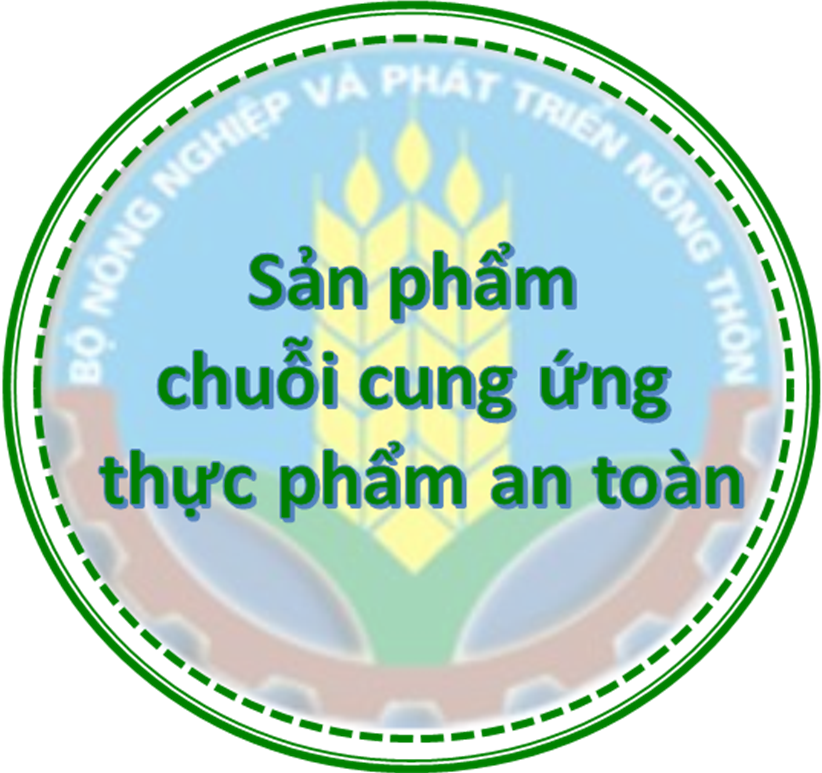 BỘ NÔNG NGHIỆP VÀ PHÁT TRIỂN NÔNG THÔN
Sản phẩm
chuỗi cung ứng
thực phẩm an toàn